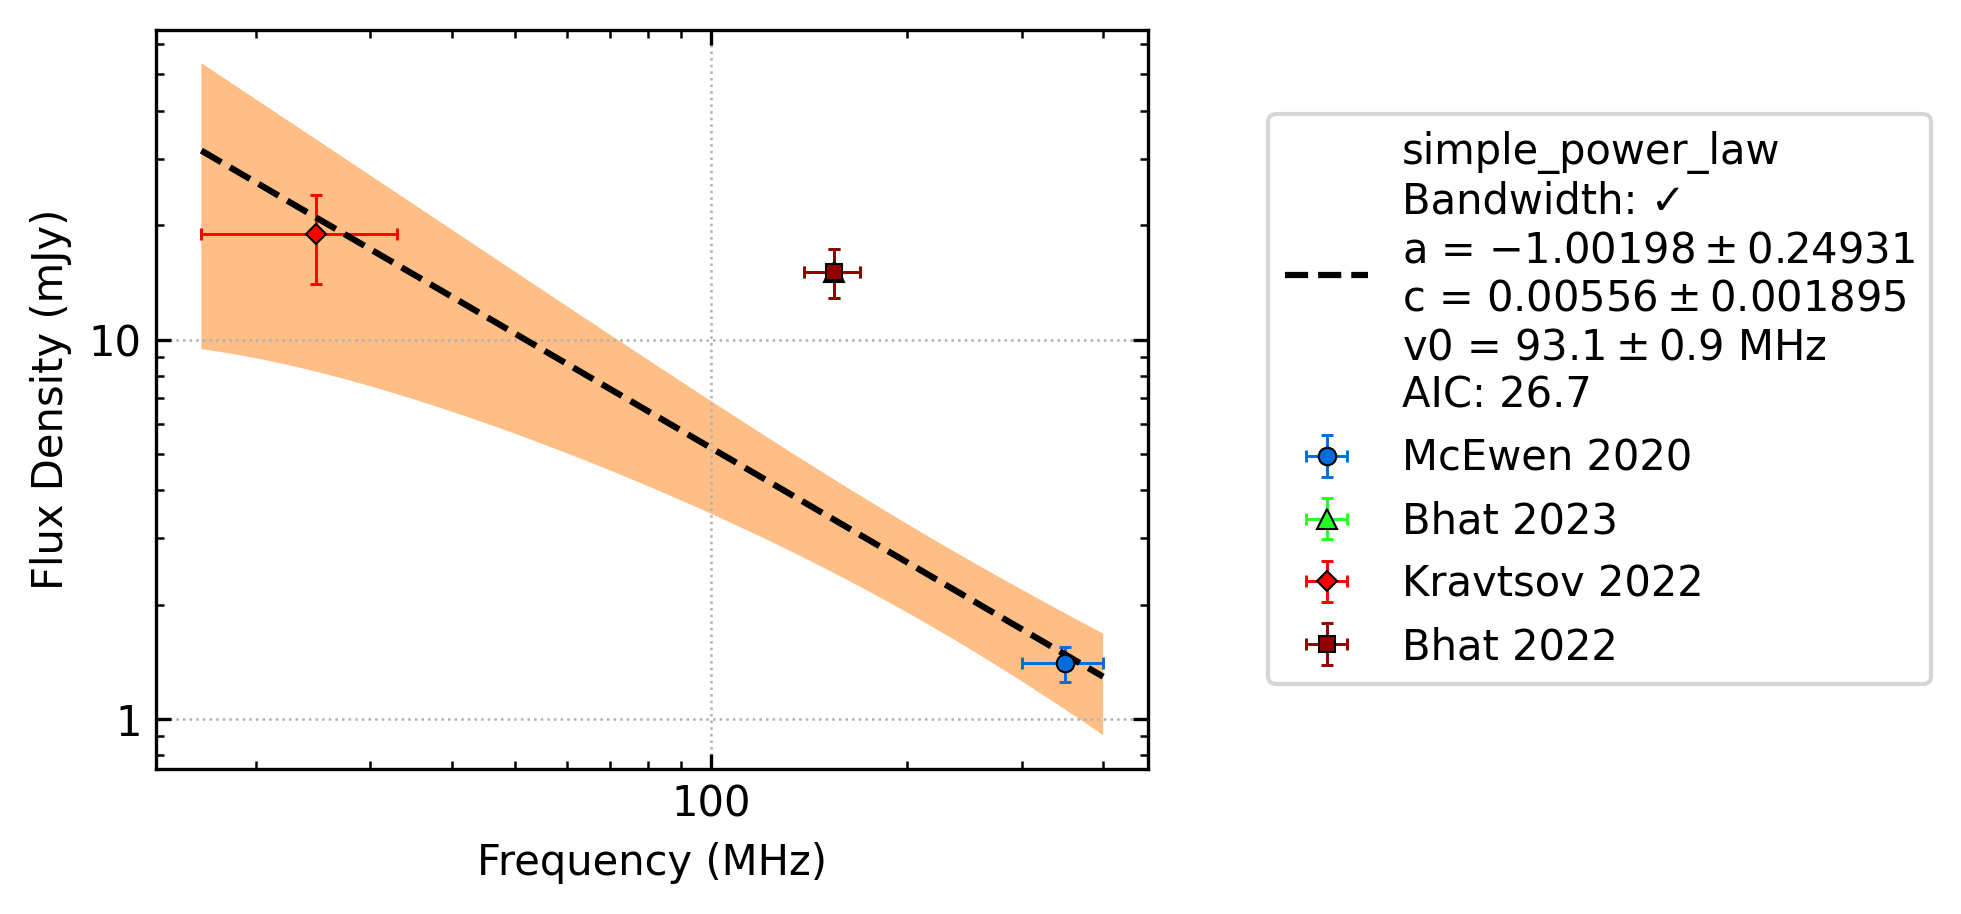 Flux Density (mJy)
10
1
100
Frequency (MHz)
simple_power_law
Bandwidth: ✓
a = −1.00198 ± 0.24931
c = 0.00556 ± 0.001895
v0 = 93.1 ± 0.9 MHz
AIC: 26.7
McEwen 2020
Bhat 2023
Kravtsov 2022
Bhat 2022